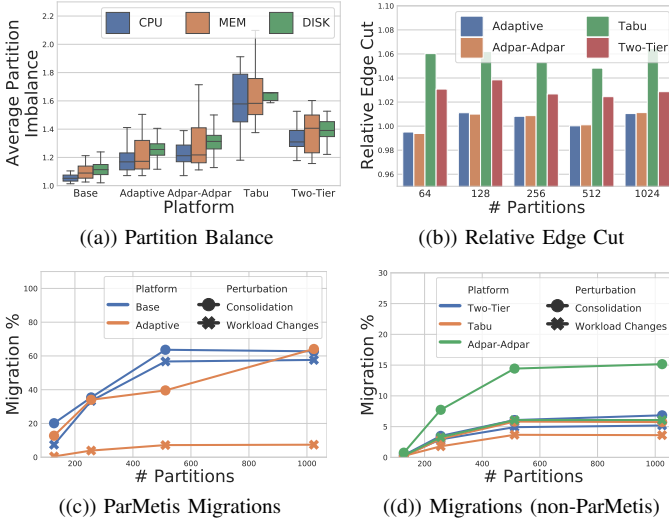 CPU MEM DISK
2.2
2.0
1.8
1.6
1.4
1.2
1.0
Average Partition
Imbalance
Base Adaptive Adpar-Adpar Tabu Two-Tier
Platform
((a)) Partition Balance
Adaptive Tabu
Adpar-Adpar Two-Tier
1.08
1.06
1.04
1.02
1.00
0.98
0.96
Relative Edge Cut
64 128 256 512 1024
# Partitions
((b)) Relative Edge Cut
Platform Perturbation
Base Consolidation
Adaptive Workload Changes
100
80
60
40
20
0
Migration %
200 400 600 800 1000
# Partitions
((c)) ParMetis Migrations
Platform Perturbation
Two-Tier Consolidation
Tabu Workload Changes
Adpar-Adpar
30
25
20
15
10
5
0
Migration %
200 400 600 800 1000
# Partitions
((d)) Migrations (non-ParMetis)